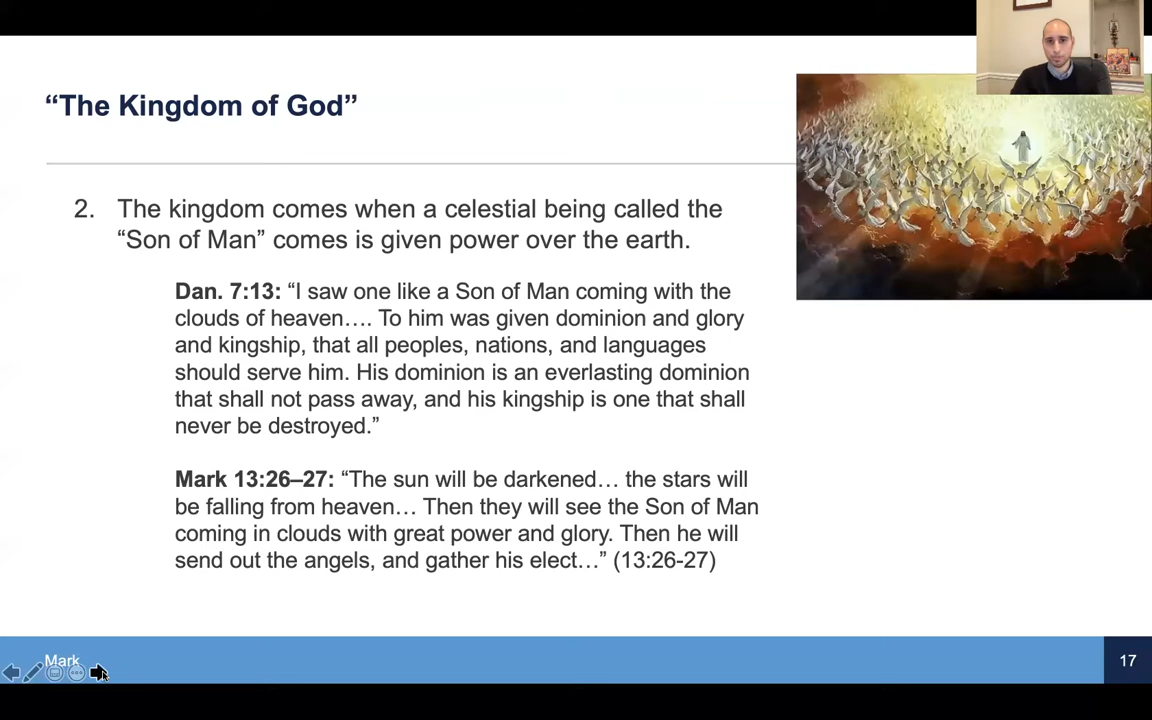 “The Kingdom of God”
2. The kingdom comes when a celestial being called the
“Son of Man” comes is given power over the earth.
Dan. 7:13: “I saw one like a Son of Man coming with the
clouds of heaven…. To him was given dominion and glory
and kingship, that all peoples, nations, and languages
should serve him. His dominion is an everlasting dominion
that shall not pass away, and his kingship is one that shall
never be destroyed.”
Mark 13:26–27: “The sun will be darkened… the stars will
be falling from heaven… Then they will see the Son of Man
coming in clouds with great power and glory. Then he will
send out the angels, and gather his elect…” (13:26-27)
Mark
17